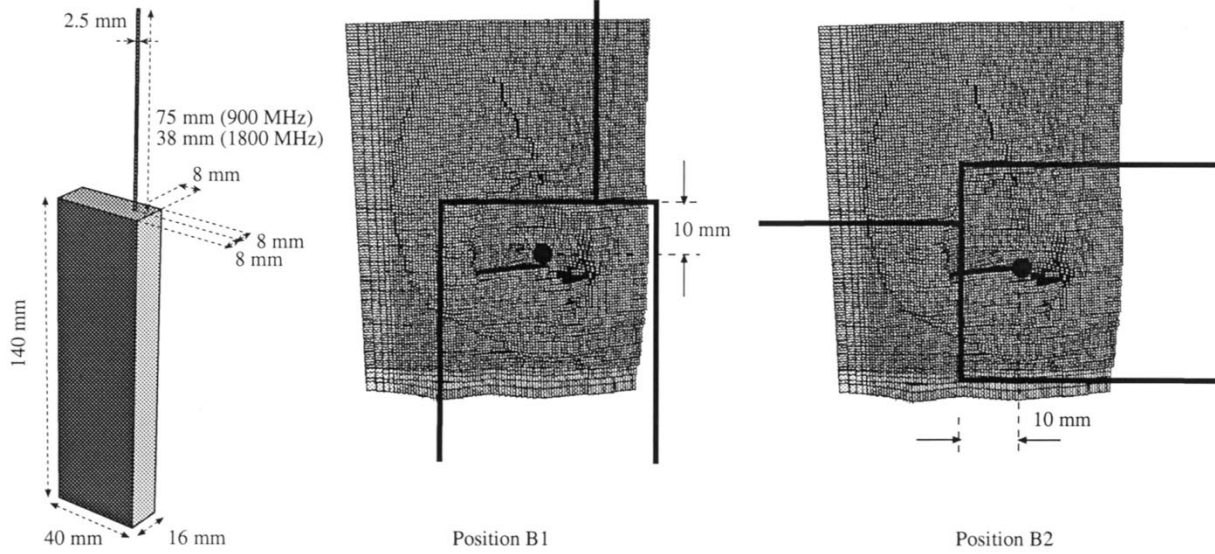 2.5 mm
75 mm (900 MHz)
38 mm (1800 MHz)
8 mm
8 mm
8 mm
140 mm
40 mm
16 mm
10 mm
Position B1
10 mm
Position B2